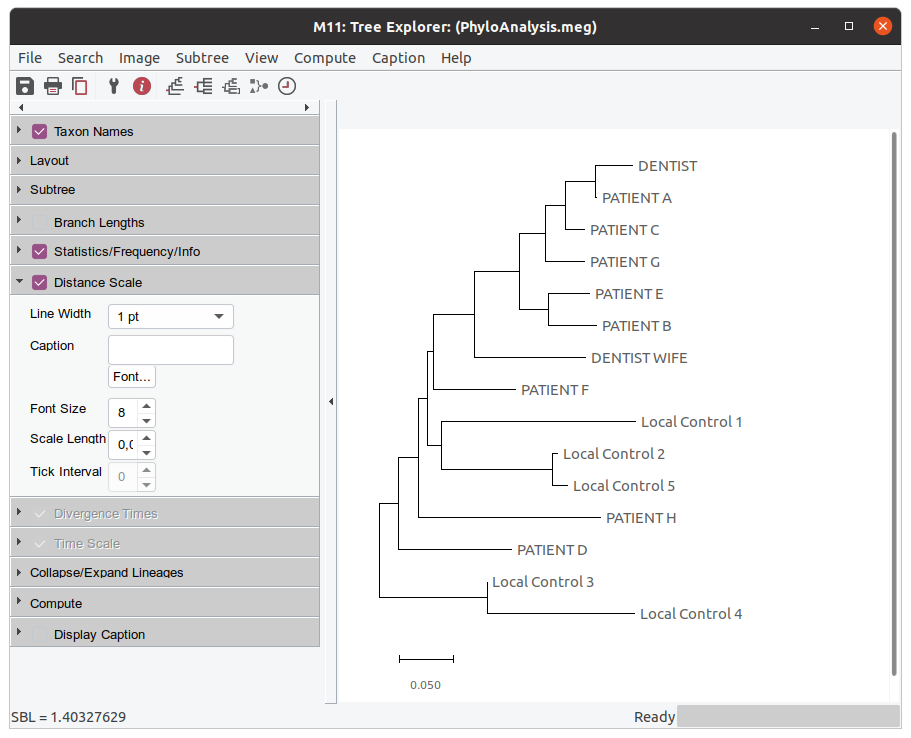 M11: Tree Explorer: (PhyloAnalysis.meg)
File Search Image Subtree View Compute Caption Help
Taxon Names
Layout
Subtree
Branch Lengths
Statistics/Frequency/Info
Distance Scale
Line Width 1 pt
Caption
Font...
Font Size 8
Scale Length 0,0
Tick Interval 0
Divergence Times
Time Scale
Collapse/Expand Lineages
Compute
Display Caption
DENTIST
PATIENT A
PATIENT C
PATIENT G
PATIENT E
PATIENT B
DENTIST WIFE
PATIENT F
Local Control 1
Local Control 2
Local Control 5
PATIENT H
PATIENT D
Local Control 3
Local Control 4
0.050
SBL = 1.40327629
Ready